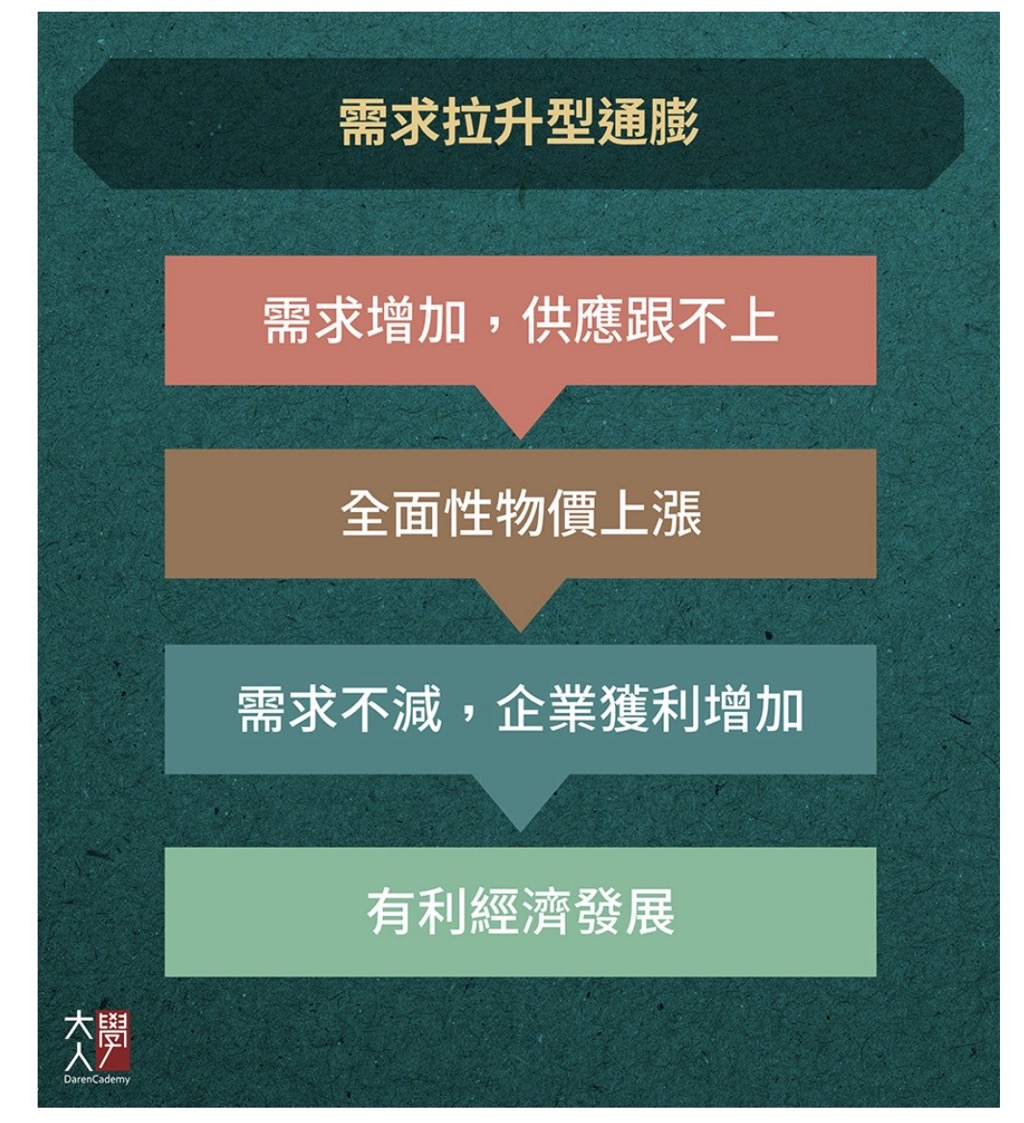 需求拉升型通膨
需求增加，供應跟不上
全面性物價上漲
需求不減，企業獲利增加
有利經濟發展
大學
人
DarenCademy